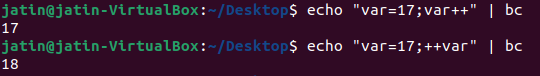 jatin@jatin-VirtualBox:~/Desktop$ echo "var=17;var++" | bc
17
jatin@jatin-VirtualBox:~/Desktop$ echo "var=17;++var" | bc
18